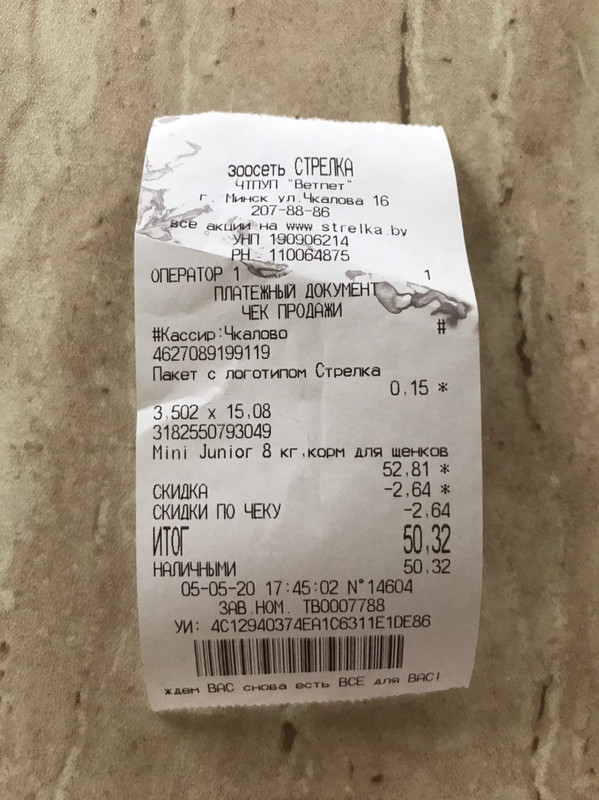 зоосеть СТРЕЛКА
ЧТПУП "Ветпет"
г. Минск ул.Чкалова 16
207-88-86
все акции на www strelka.by
УНП 190906214
РН 110064875
ОПЕРАТОР 1 1
ПЛАТЕЖНЫЙ ДОКУМЕНТ
ЧЕК ПРОДАЖИ
#Кассир:Чкалово #
4627089199119
Пакет с логотипом Стрелка
0,15 *
3,502 x 15,08
3182550793049
Mini Junior 8 кг,корм для щенков
52,81 *
СКИДКА -2,64 *
СКИДКИ ПО ЧЕКУ -2,64
ИТОГ 50,32
НАЛИЧНЫМИ 50,32
05-05-20 17:45:02 N°14604
ЗАВ.НОМ. ТВ0007788
УИ: 4C12940374EA1C6311E1DE86
ждем ВАС снова есть ВСЕ для ВАС!